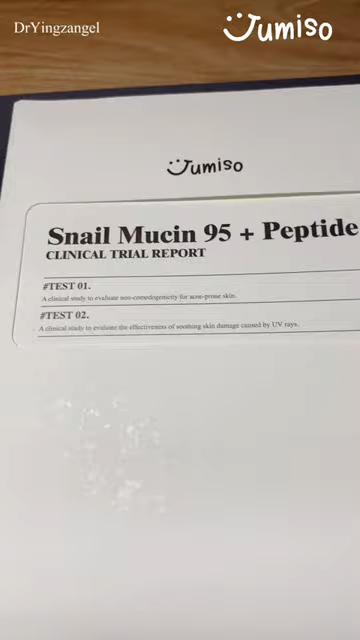 DrYingzangel
Jumiso
Jumiso
Snail Mucin 95 + Peptide
CLINICAL TRIAL REPORT
#TEST 01.
A clinical study to evaluate non-comedogenicity for acne-prone skin.
#TEST 02.
A clinical study to evaluate the effectiveness of soothing skin damage caused by UV rays.